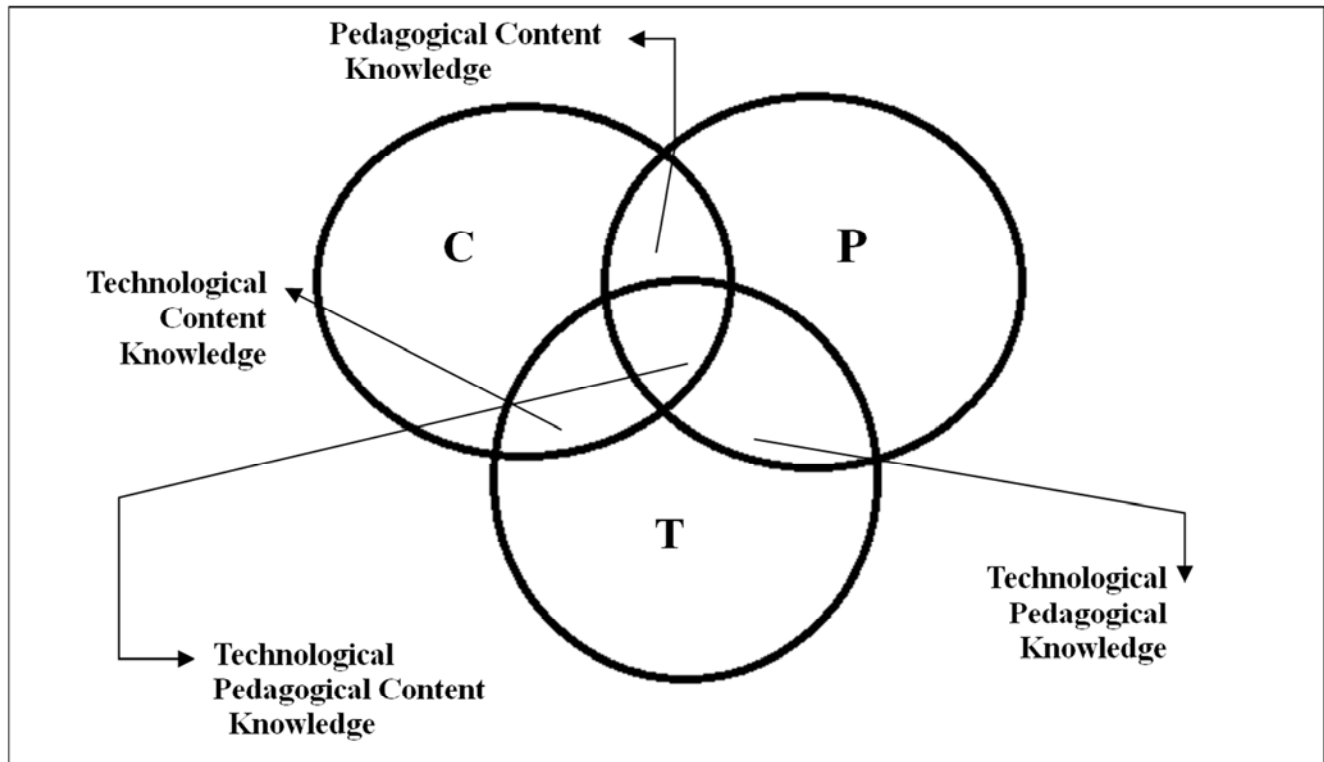 Pedagogical Content
Knowledge
C
P
Technological
Content
Knowledge
T
Technological
Pedagogical
Knowledge
Technological
Pedagogical Content
Knowledge